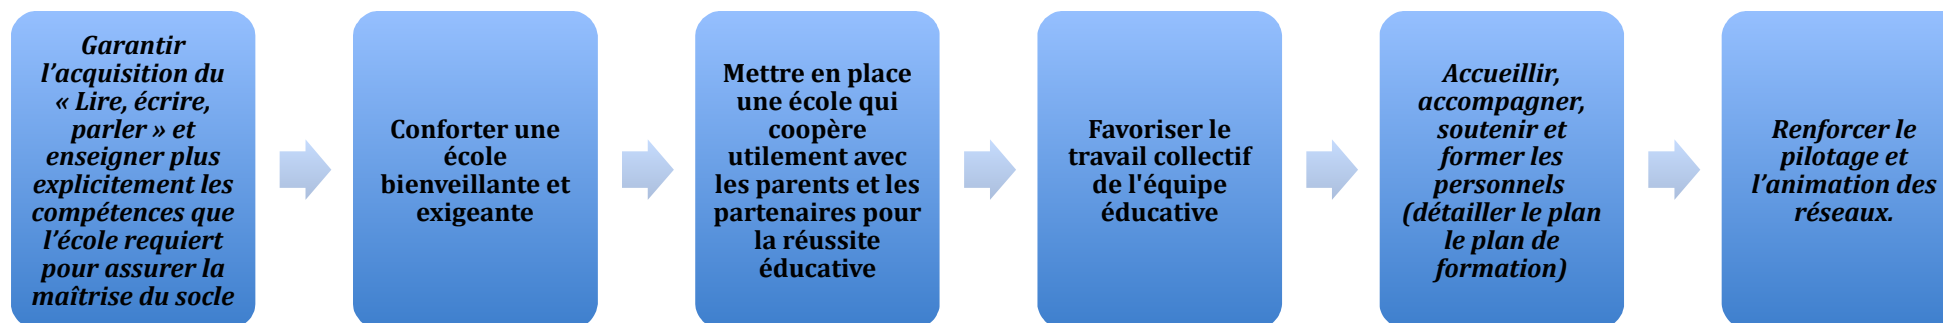 Garantir
l’acquisition du
« Lire, écrire,
parler » et
enseigner plus
explicitement les
compétences que
l’école requiert
pour assurer la
maîtrise du socle
Conforter une
école
bienveillante et
exigeante
Mettre en place
une école qui
coopère
utilement avec
les parents et les
partenaires pour
la réussite
éducative
Favoriser le
travail collectif
de l'équipe
éducative
Accueillir,
accompagner,
soutenir et
former les
personnels
(détailler le plan
le plan de
formation)
Renforcer le
pilotage et
l’animation des
réseaux.